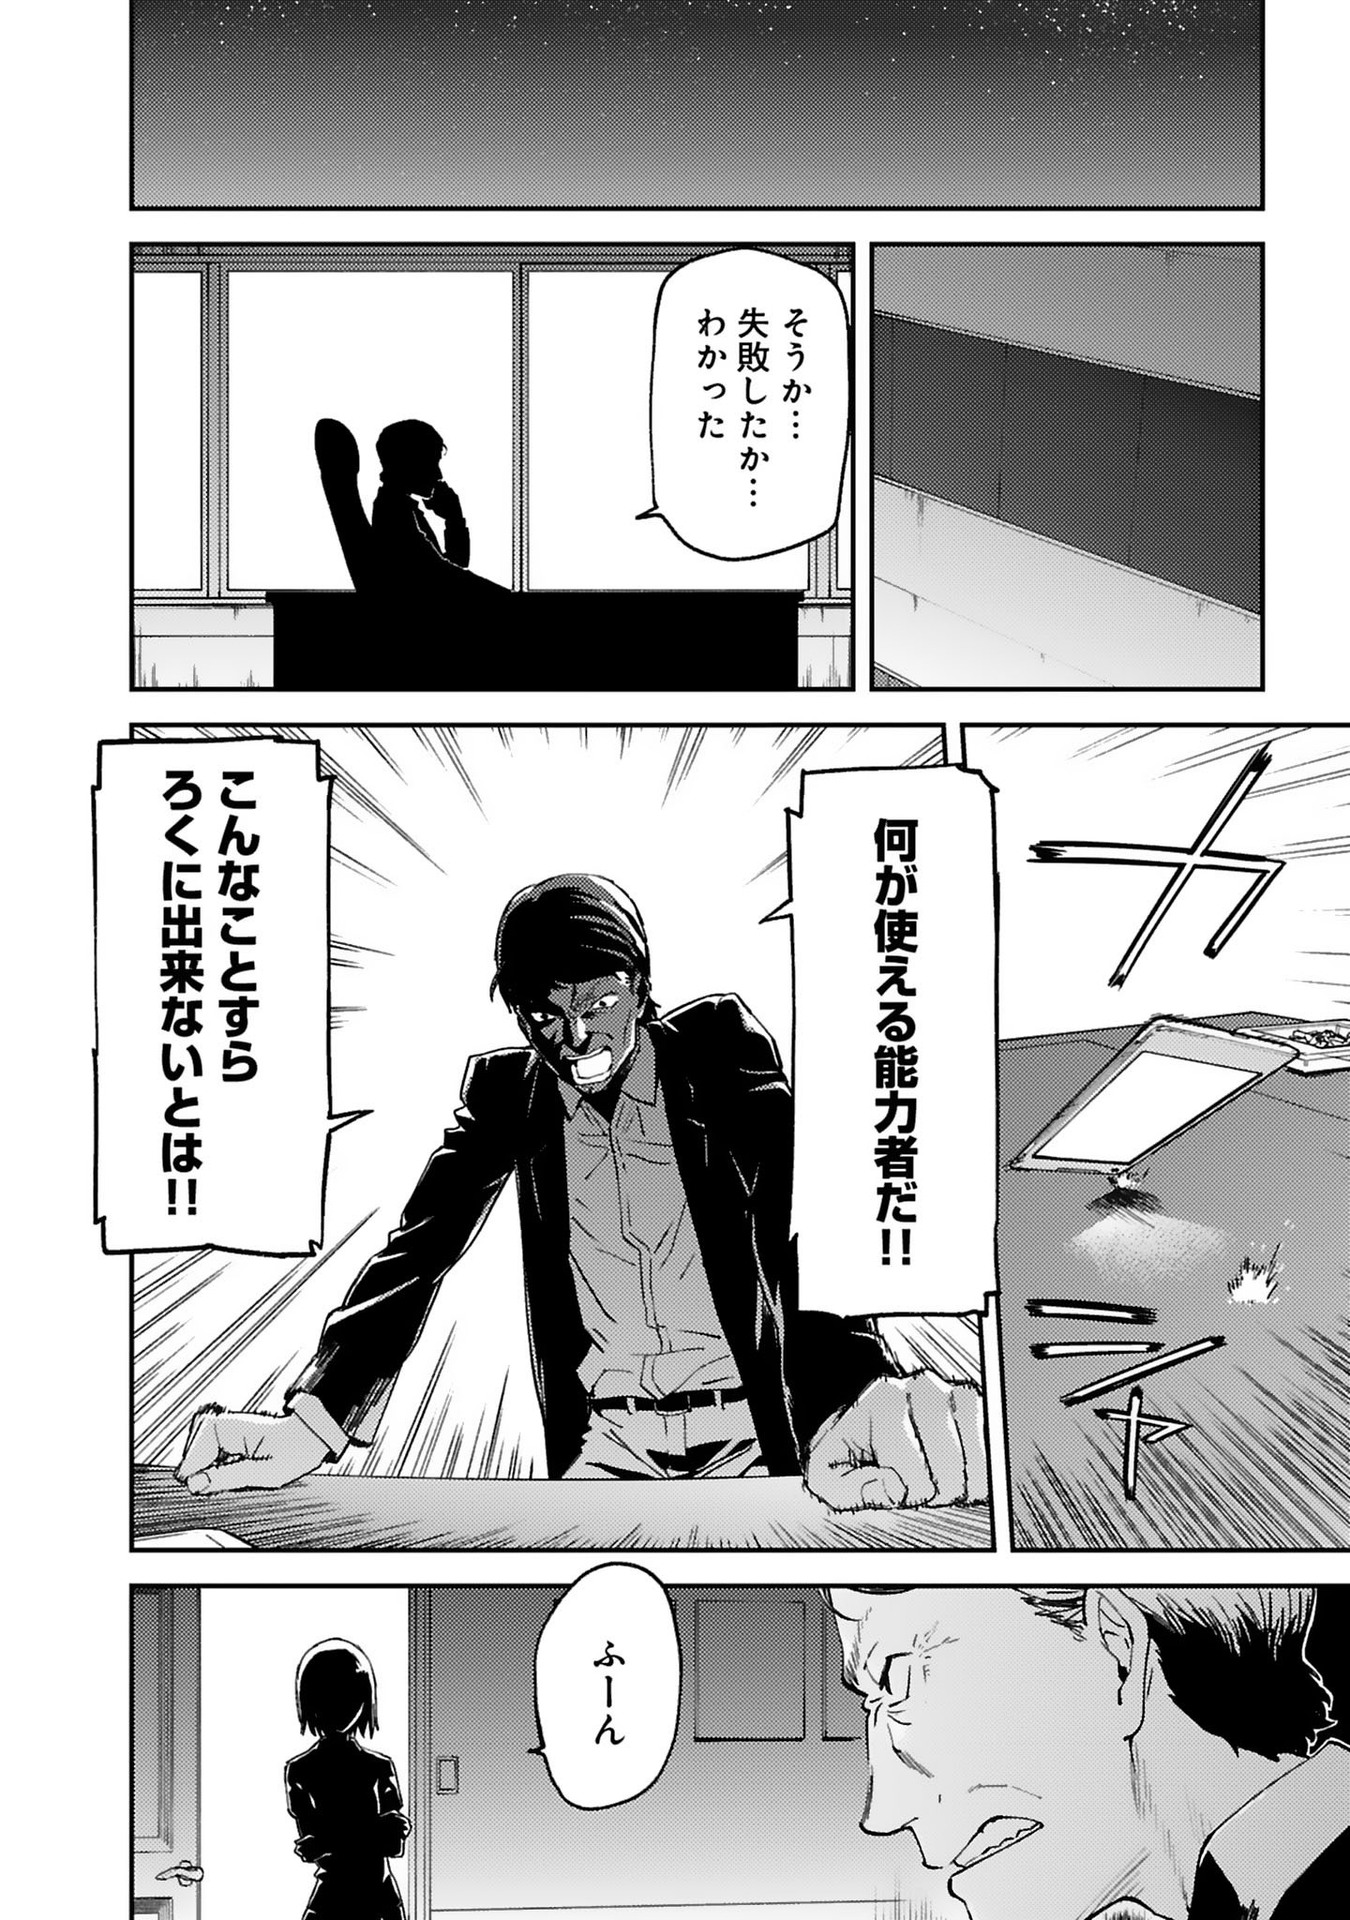 そうか…
失敗したか…
わかった
カ
シャ
何が使える能力者だ!!
こんなことすら
ろくに出来ないとは!!
ふーん